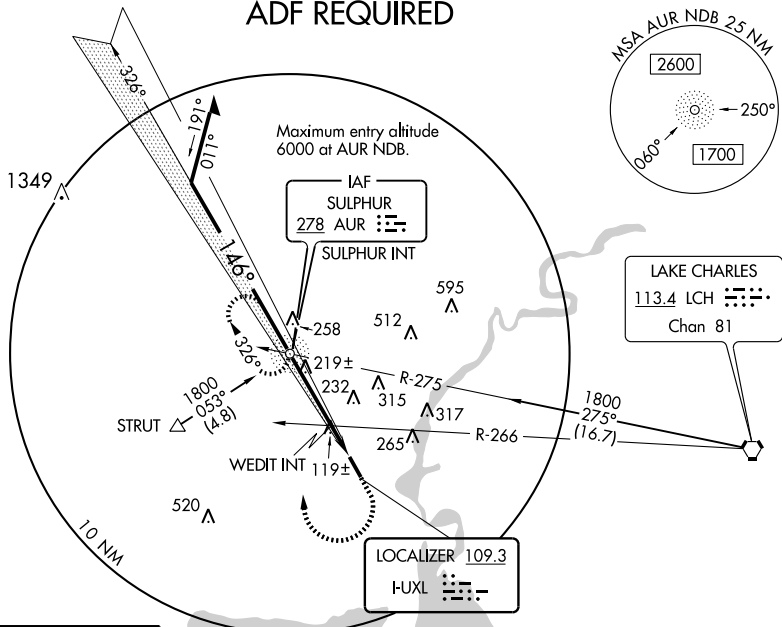 ADF REQUIRED
MSA AUR NDB 25 NM
2600
250°
060°
1700
326°
191°
011°
Maximum entry altitude
6000 at AUR NDB.
1349
IAF
SULPHUR
278 AUR
SULPHUR INT
146°
LAKE CHARLES
113.4 LCH
Chan 81
595
512
258
326°
219±
R-275
232
315
1800
275°
(16.7)
1800
053°
(4.8)
STRUT
317
265
R-266
WEDIT INT
119±
520
10 NM
LOCALIZER 109.3
I-UXL